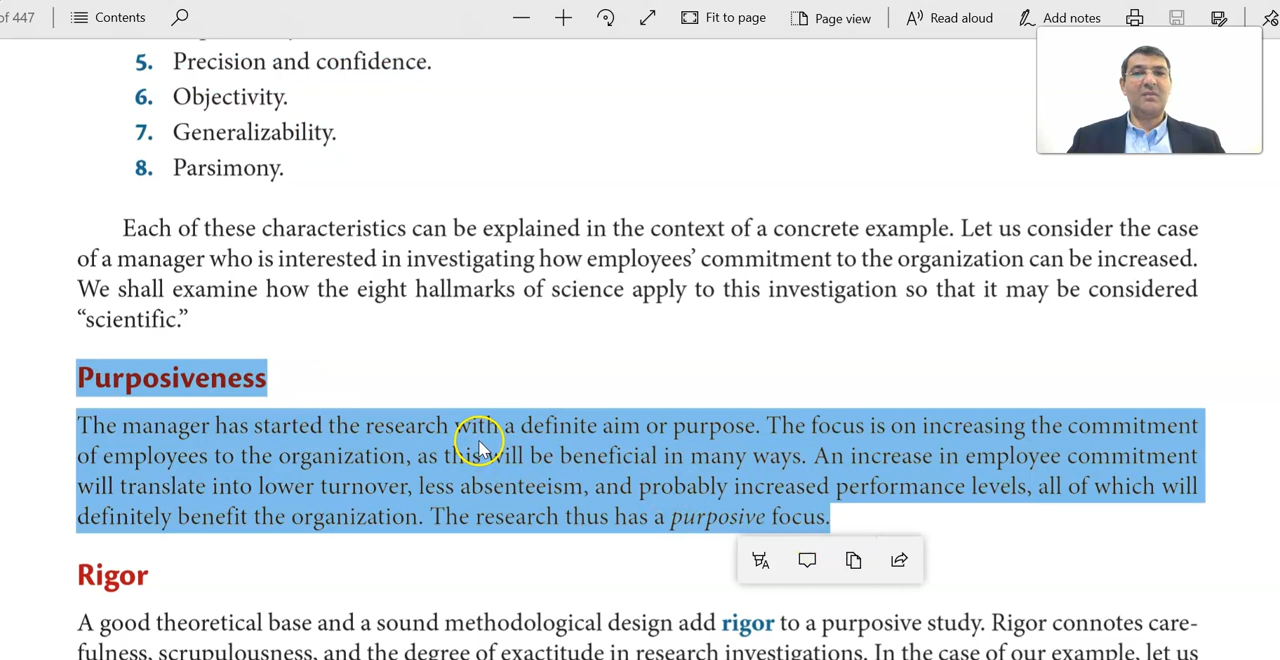 of 447 Contents Fit to page Page view Read aloud Add notes
5. Precision and confidence.
6. Objectivity.
7. Generalizability.
8. Parsimony.
Each of these characteristics can be explained in the context of a concrete example. Let us consider the case
of a manager who is interested in investigating how employees’ commitment to the organization can be increased.
We shall examine how the eight hallmarks of science apply to this investigation so that it may be considered
“scientific.”
Purposiveness
The manager has started the research with a definite aim or purpose. The focus is on increasing the commitment
of employees to the organization, as this will be beneficial in many ways. An increase in employee commitment
will translate into lower turnover, less absenteeism, and probably increased performance levels, all of which will
definitely benefit the organization. The research thus has a purposive focus.
Rigor
A good theoretical base and a sound methodological design add rigor to a purposive study. Rigor connotes care-
fulness, scrupulousness, and the degree of exactitude in research investigations. In the case of our example, let us